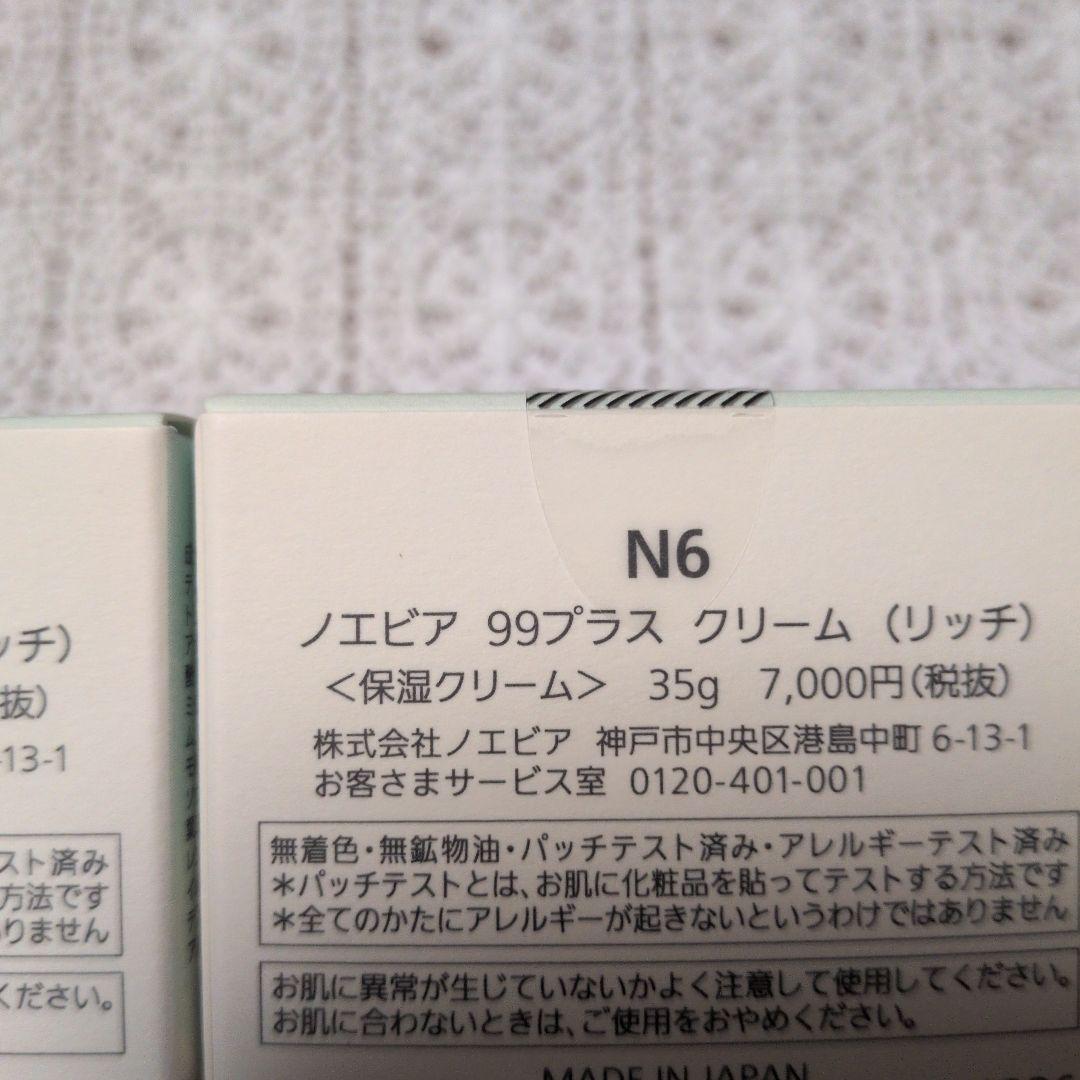 N6
ノエビア 99プラス クリーム（リッチ）
＜保湿クリーム＞ 35g 7,000円（税抜）
株式会社ノエビア 神戸市中央区港島中町 6-13-1
お客さまサービス室 0120-401-001
無着色・無鉱物油・パッチテスト済み・アレルギーテスト済み
＊パッチテストとは、お肌に化粧品を貼ってテストする方法です
＊全てのかたにアレルギーが起きないというわけではありません
お肌に異常が生じていないかよく注意して使用してください。
お肌に合わないときは、ご使用をおやめください。
MADE IN JAPAN
ッチ）
抜）
-13-1
スト済み
方法です
りません
ください。